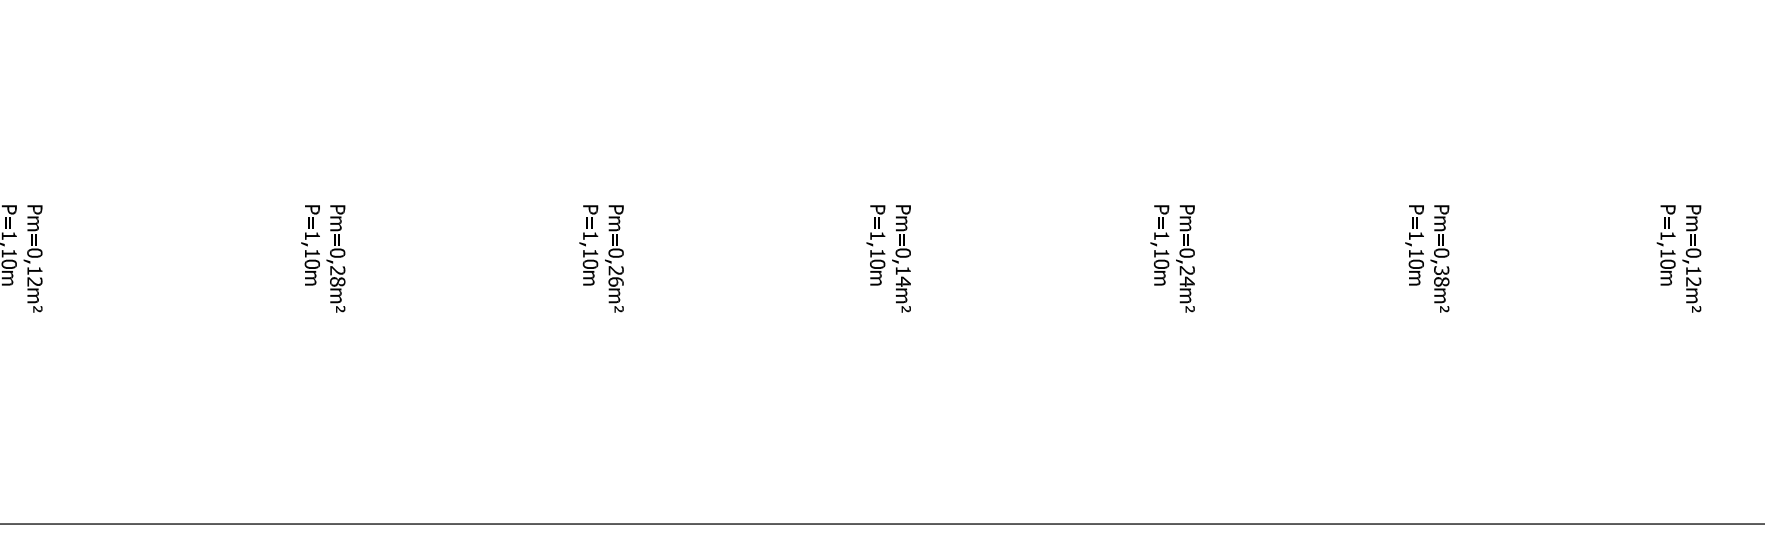 Pm=0,12m²
P=1,10m
Pm=0,28m²
P=1,10m
Pm=0,26m²
P=1,10m
Pm=0,14m²
P=1,10m
Pm=0,24m²
P=1,10m
Pm=0,38m²
P=1,10m
Pm=0,12m²
P=1,10m